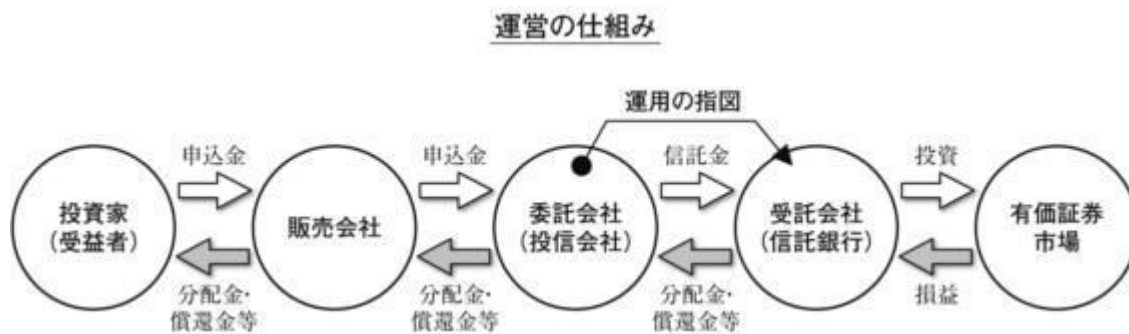 運営の仕組み
運用の指図
申込金
申込金
信託金
投資
投資家
（受益者）
販売会社
委託会社
（投信会社）
受託会社
（信託銀行）
有価証券
市場
分配金・
償還金等
分配金・
償還金等
分配金・
償還金等
損益